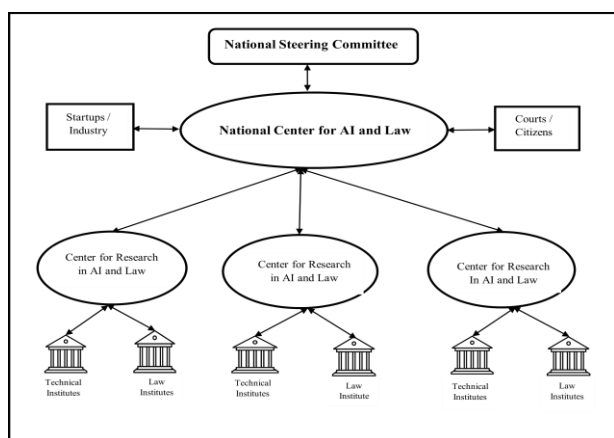 National Steering Committee
Startups /
Industry
National Center for AI and Law
Courts /
Citizens
Center for Research
in AI and Law
Center for Research
in AI and Law
Center for Research
In AI and Law
Technical
Institutes
Law
Institutes
Technical
Institutes
Law
Institute
Technical
Institutes
Law
Institutes